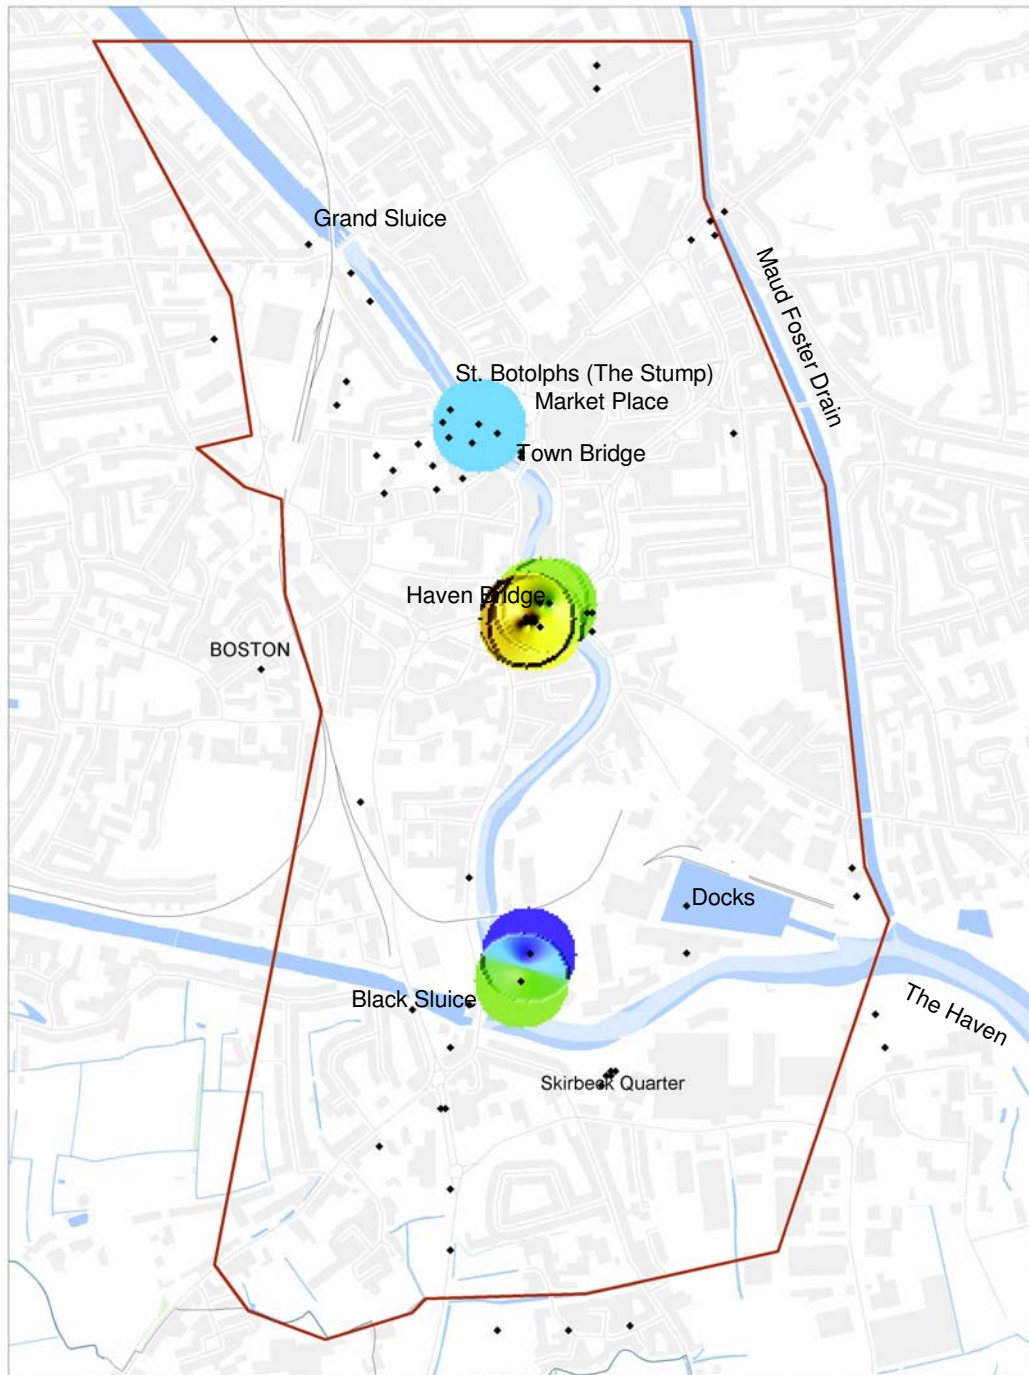 Grand Sluice
Maud Foster Drain
St. Botolphs (The Stump)
Market Place
Town Bridge
Haven Bridge
BOSTON
Docks
Black Sluice
The Haven
Skirbeck Quarter